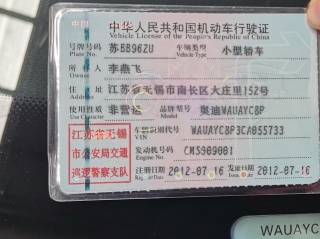 中华人民共和国机动车行驶证
Vehicle License of the People's Republic of China
号牌号码 苏BB96ZU 车辆类型 小型轿车
Plate No. Vehicle Type
所有人 李燕飞
Owner
住址 江苏省无锡市南长区大庄里152号
Address
使用性质 非营运 品牌型号 奥迪WAUAYC8P
Use Character Model
江苏省无锡
市公安局交通
巡逻警察支队
车辆识别代号 WAUAYC8P3CA055733
VIN
发动机号码 CMS909001
Engine No.
注册日期 2012-07-16 发证日期 2012-07-16
Register Date Issue Date
WAUAYC